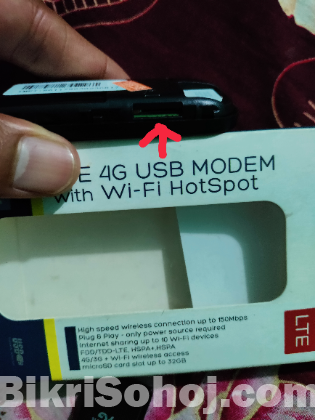 E 4G USB MODEM
with Wi-Fi HotSpot
High speed wireless connection up to 150Mbps
Plug & Play - only power source required
Internet sharing up to 10 Wi-Fi devices
FDD/TDD-LTE, HSPA+,HSPA
4G/3G + Wi-Fi wireless access
microSD card slot up to 32GB
LTE
BikriSohoj.com